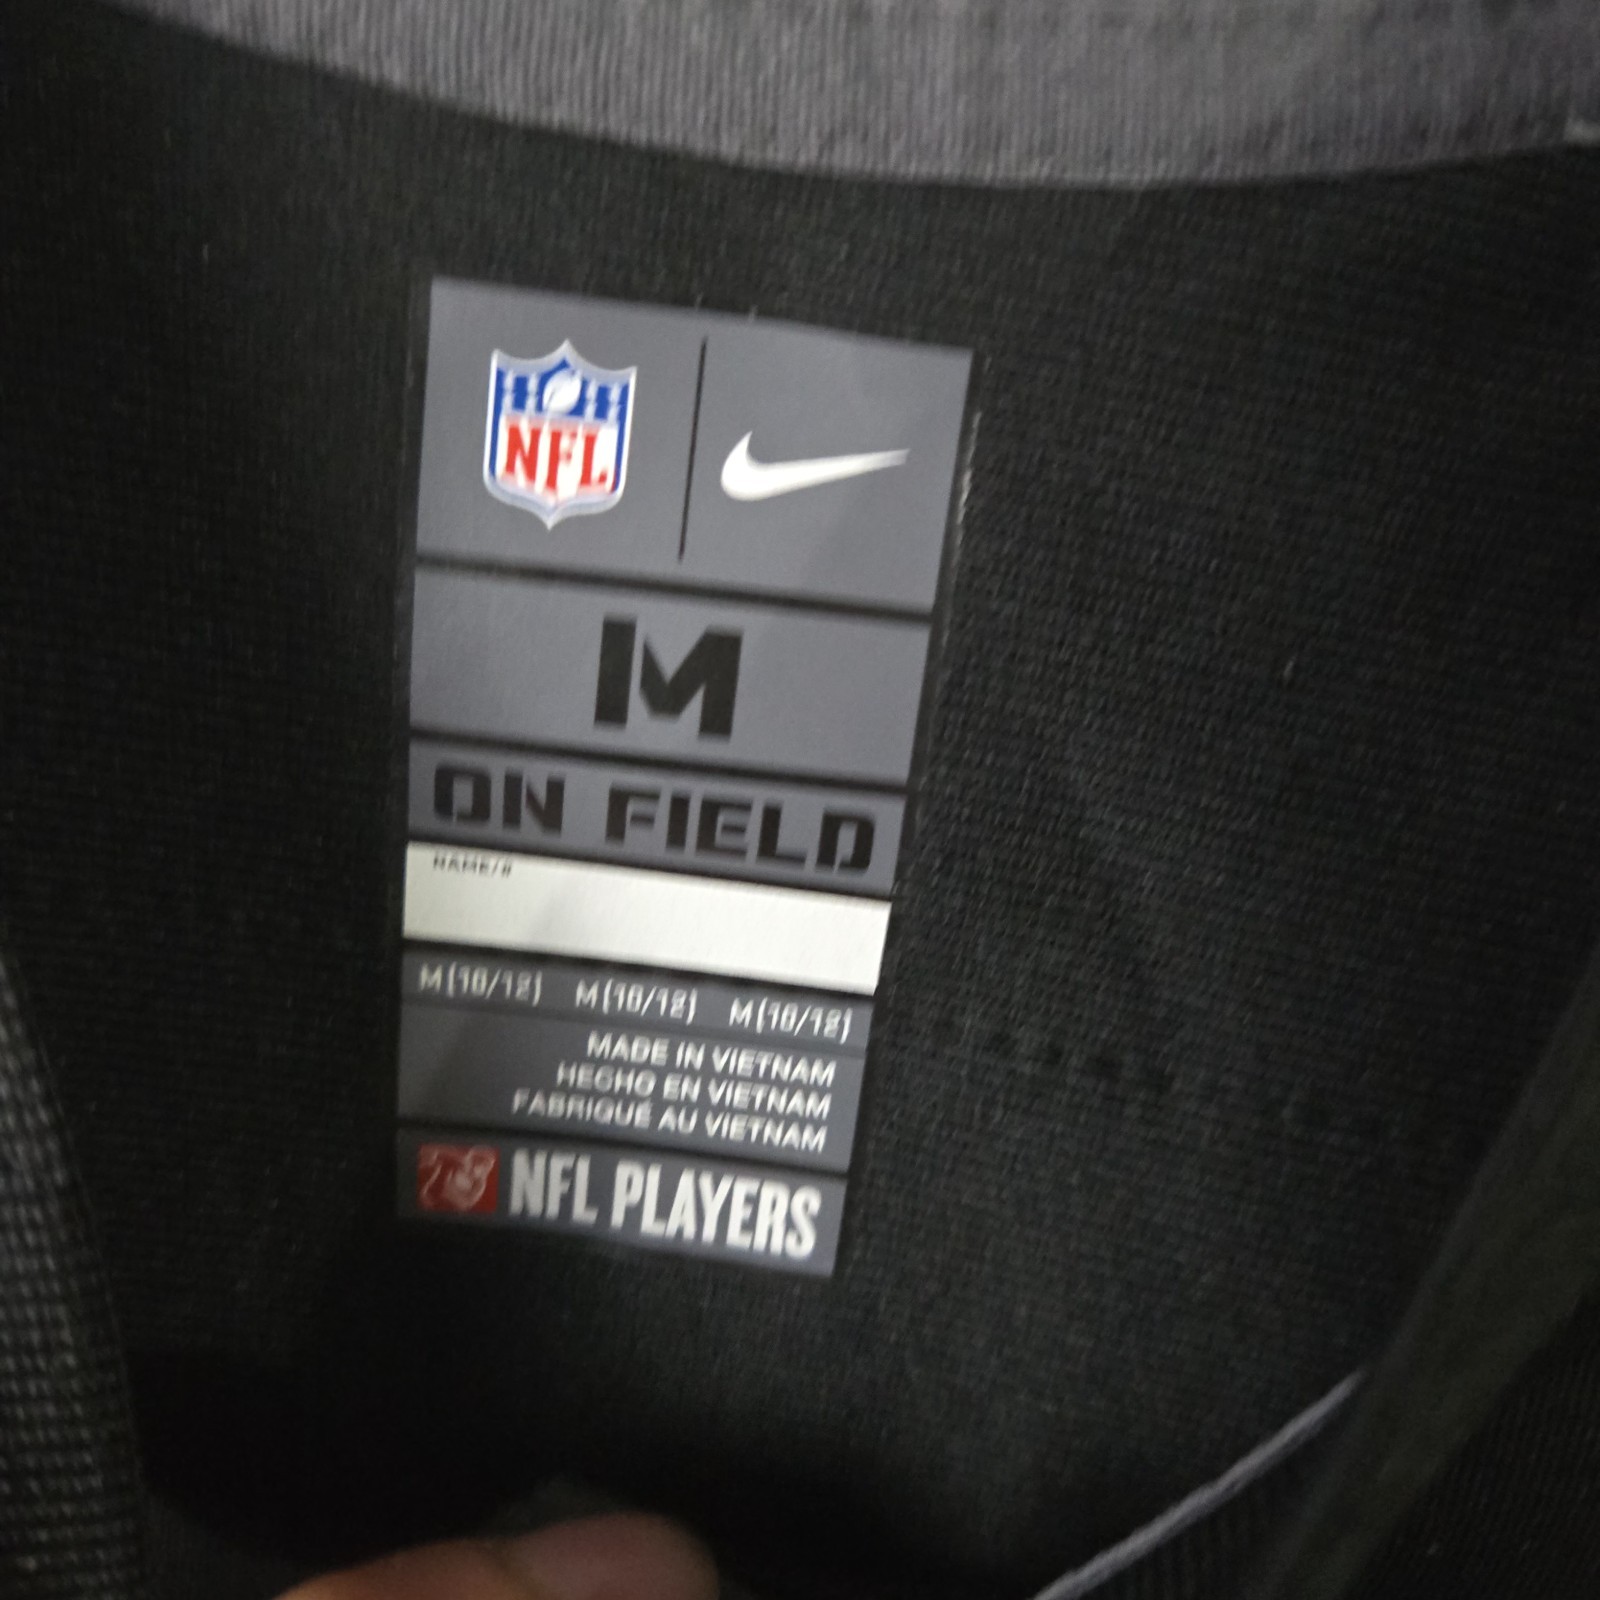 NFL
M
ON FIELD
NAME/#
M (10/12) M (10/12) M (10/12)
MADE IN VIETNAM
HECHO EN VIETNAM
FABRIQUÉ AU VIETNAM
NFL PLAYERS